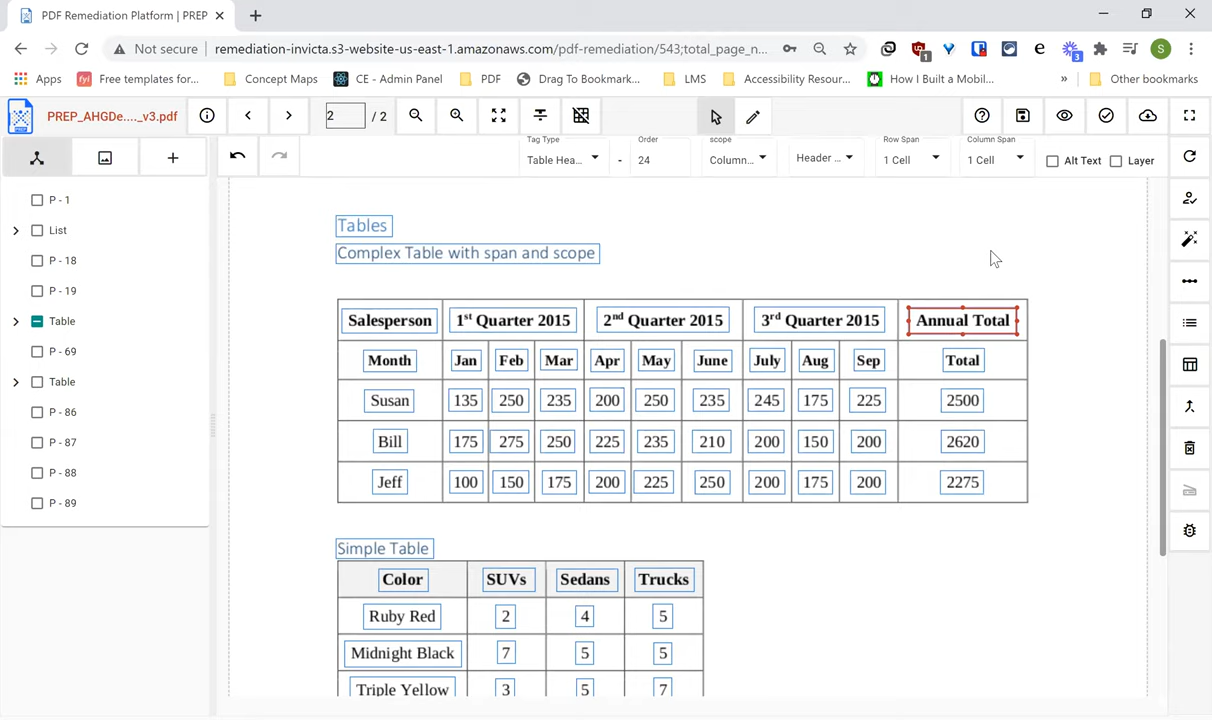 PDF Remediation Platform | PREP
Not secure remediation-invicta.s3-website-us-east-1.amazonaws.com/pdf-remediation/543;total_page_n... 1 3 S
Apps fyi Free templates for... Concept Maps CE - Admin Panel PDF Drag To Bookmark... LMS Accessibility Resour... How I Built a Mobil... » Other bookmarks
PREP PREP_AHGDe...._v3.pdf 2 / 2
Tag Type Order scope Row Span Column Span
Table Hea... - 24 Column... Header ... 1 Cell 1 Cell Alt Text Layer
P - 1
List
P - 18
P - 19
Table
P - 69
Table
P - 86
P - 87
P - 88
P - 89
Tables
Complex Table with span and scope
Salesperson 1st Quarter 2015 2nd Quarter 2015 3rd Quarter 2015 Annual Total
Month Jan Feb Mar Apr May June July Aug Sep Total
Susan 135 250 235 200 250 235 245 175 225 2500
Bill 175 275 250 225 235 210 200 150 200 2620
Jeff 100 150 175 200 225 250 200 175 200 2275
Simple Table
Color SUVs Sedans Trucks
Ruby Red 2 4 5
Midnight Black 7 5 5
Triple Yellow 3 5 7